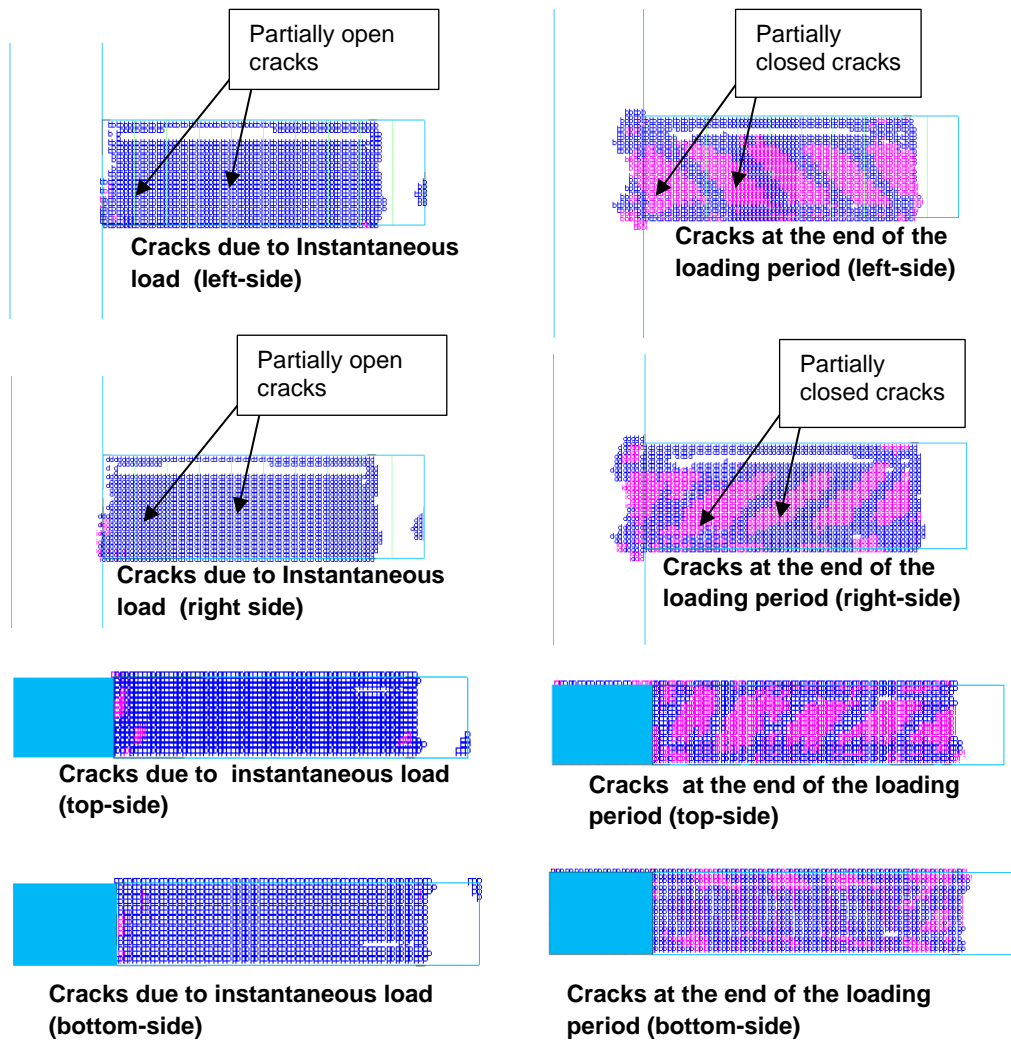 Partially open
cracks
Partially
closed cracks
Cracks due to Instantaneous
load (left-side)
Cracks at the end of the
loading period (left-side)
Partially open
cracks
Partially
closed cracks
Cracks due to Instantaneous
load (right side)
Cracks at the end of the
loading period (right-side)
Cracks due to instantaneous load
(top-side)
Cracks at the end of the loading
period (top-side)
Cracks due to instantaneous load
(bottom-side)
Cracks at the end of the loading
period (bottom-side)